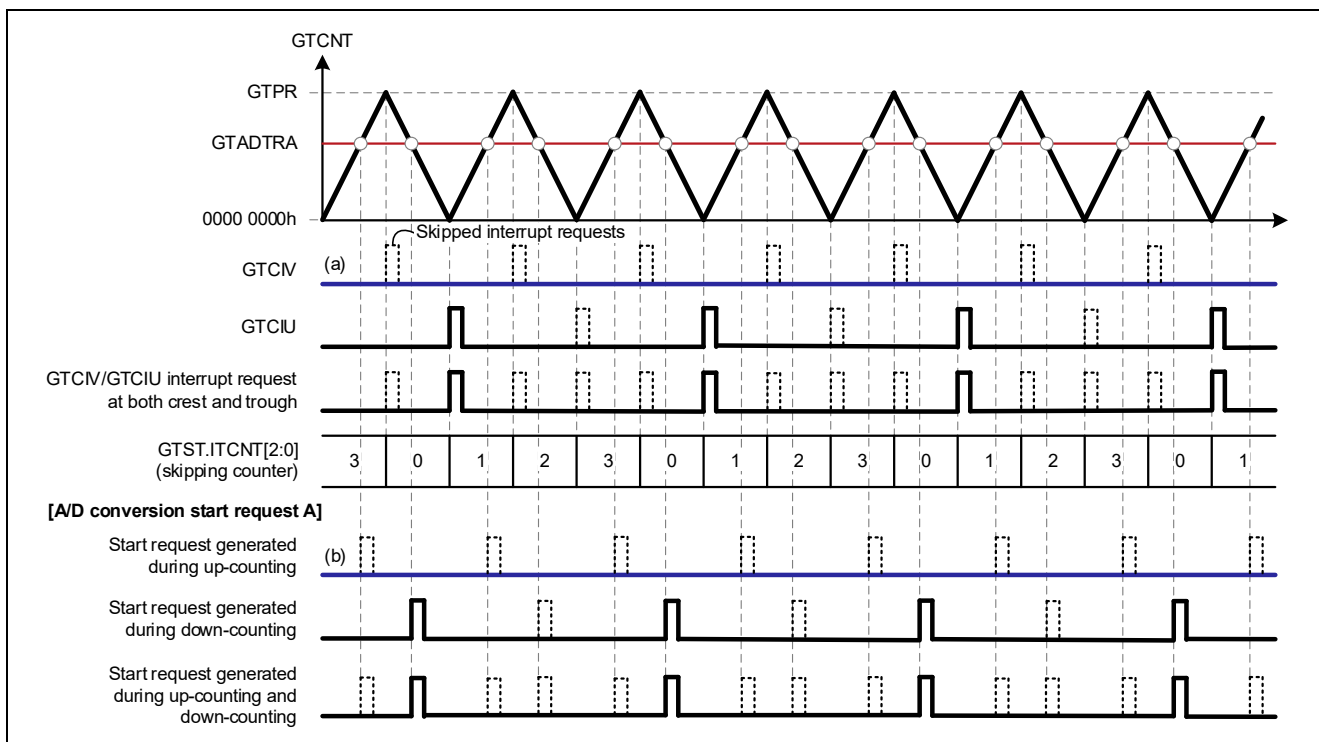 GTCNT
GTPR
GTADTRA
0000 0000h
Skipped interrupt requests
GTCIV
(a)
GTCIU
GTCIV/GTCIU interrupt request
at both crest and trough
GTST.ITCNT[2:0]
(skipping counter)
3 0 1 2 3 0 1 2 3 0 1 2 3 0 1
[A/D conversion start request A]
Start request generated
during up-counting
(b)
Start request generated
during down-counting
Start request generated
during up-counting and
down-counting